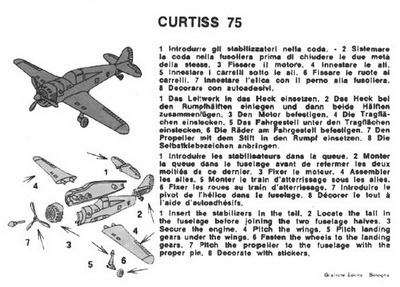 CURTISS 75
1 Introdurre gli stabilizzatori nella coda. - 2 Sistemare
la coda nella fusoliera prima di chiudere le due metà
della stessa. 3 Fissare il motore. 4 Innestare le ali.
5 Innestare i carrelli sotto le ali. 6 Fissare le ruote ai
carrelli. 7 Innestare l'elica con il perno alla fusoliera.
8 Decorare con autoadesivi.
1 Das Leitwerk in das Heck einsetzen. 2 Das Heck bei
den Rumpfhälften einlegen und dann beide Hälften
zusammenfügen. 3 Den Motor befestigen. 4 Die Tragflä-
chen einstecken. 5 Das Fahrgestell unter den Tragflächen
einstecken. 6 Die Räder am Fahrgestell befestigen. 7 Den
Propeller mit dem Stift in den Rumpf einsetzen. 8 Die
Selbstklebezeichen anbringen.
1 Introduire les stabilisateurs dans la queue. 2 Monter
la queue dans le fuselage avant de refermer les deux
moitiés de ce dernier. 3 Fixer le moteur. 4 Assembler
les ailes. 5 Monter le train d'atterrissage sous les ailes.
6 Fixer les roues au train d'atterrissage. 7 Introduire le
pivot de l'hélice dans le fuselage. 8 Décorer le tout à
l'aide d'autoadhésifs.
1 Insert the stabilizers in the tail. 2 Locate the tail in
the fuselage before joining the two fuselage halves. 3
Secure the engine. 4 Pitch the wings. 5 Pitch landing
gears under the wings. 6 Fasten the wheels to the landing
gears. 7 Pitch the propeller to the fuselage with the
proper pin. 8 Decorate with stickers.
4
1
2
7
3
4
5
6
Bologna